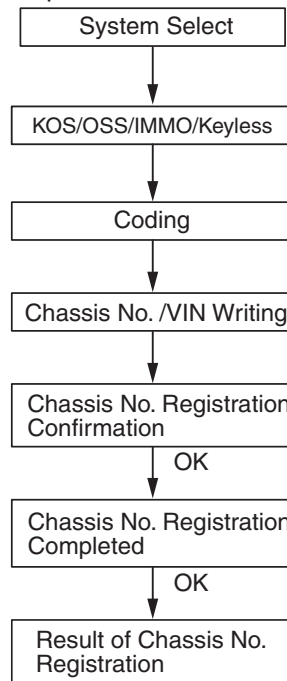 System Select
KOS/OSS/IMMO/Keyless
Coding
Chassis No. /VIN Writing
Chassis No. Registration
Confirmation
OK
Chassis No. Registration
Completed
OK
Result of Chassis No.
Registration